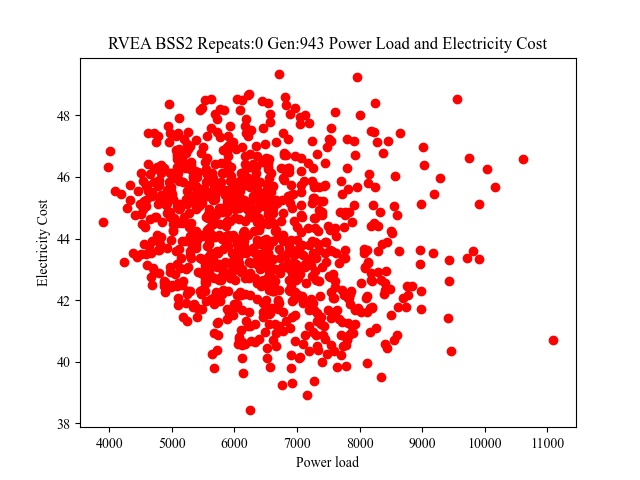 RVEA BSS2 Repeats:0 Gen:943 Power Load and Electricity Cost
48
46
44
42
40
38
Electricity Cost
4000 5000 6000 7000 8000 9000 10000 11000
Power load